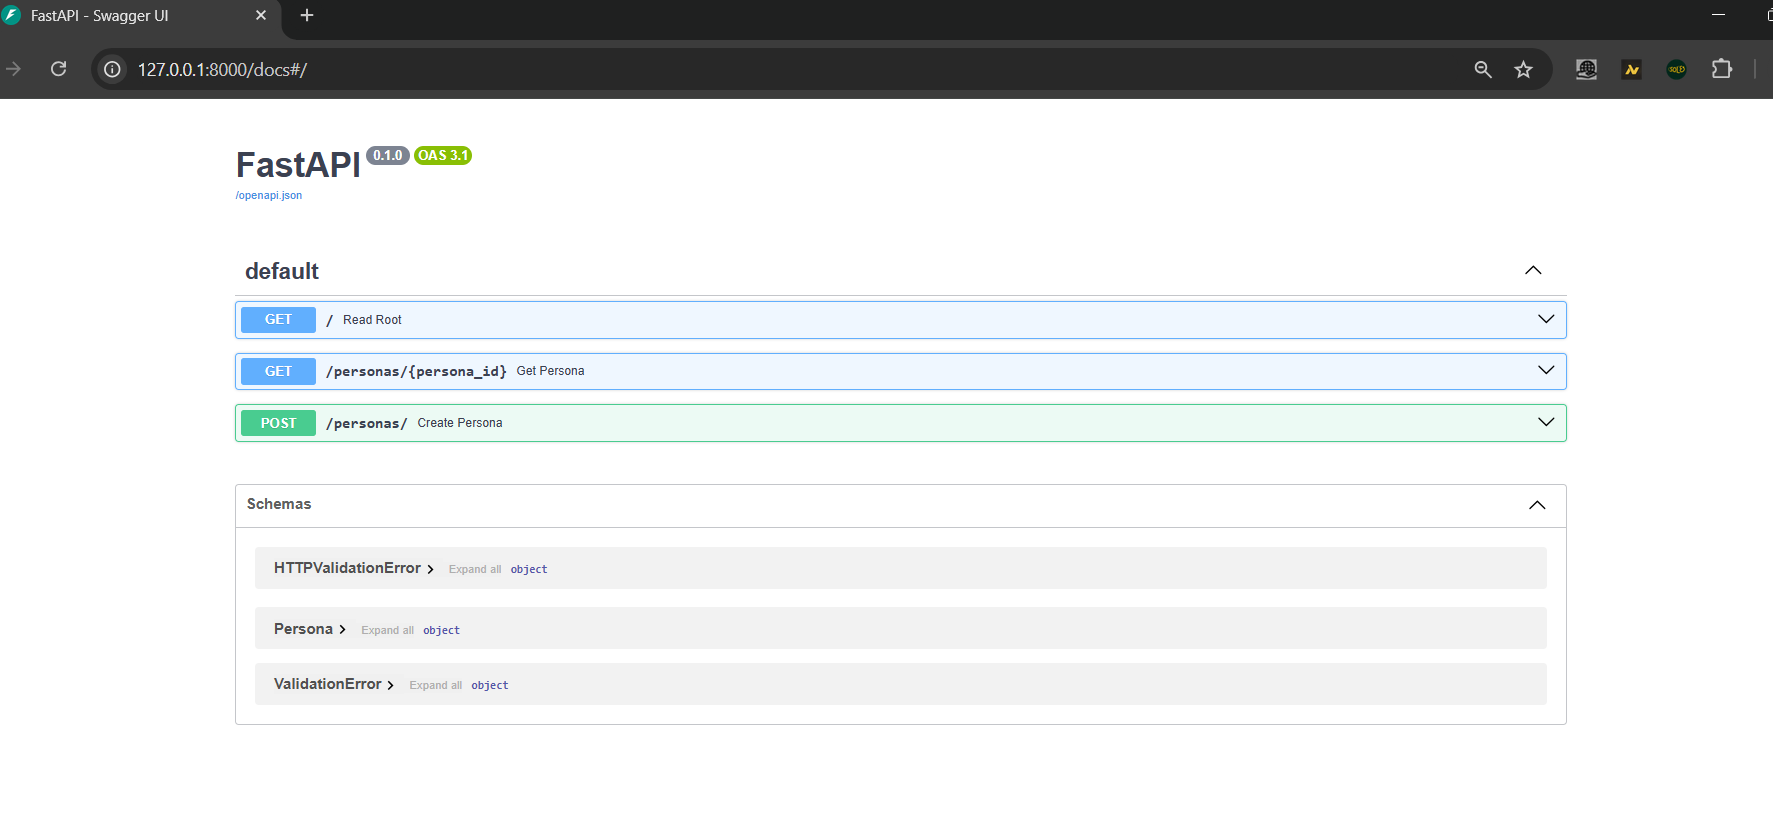 FastAPI - Swagger UI
127.0.0.1:8000/docs#/
FastAPI 0.1.0 OAS 3.1
/openapi.json
default
GET / Read Root
GET /personas/{persona_id} Get Persona
POST /personas/ Create Persona
Schemas
HTTPValidationError Expand all object
Persona Expand all object
ValidationError Expand all object